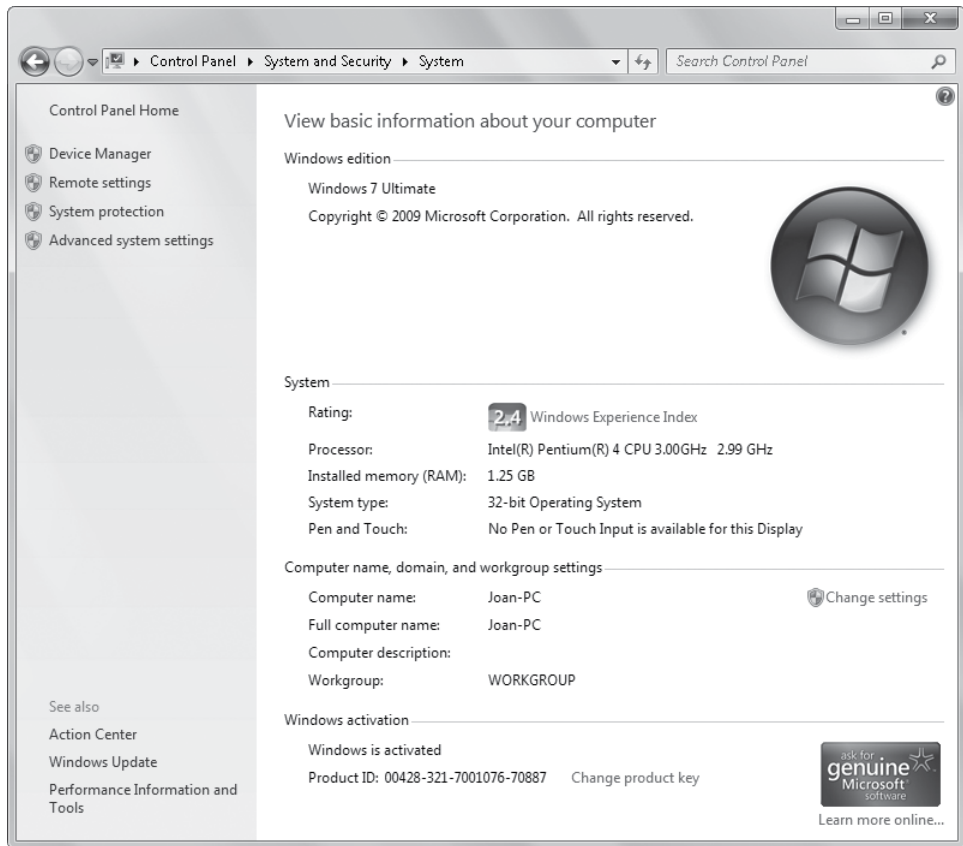 Control Panel ▸ System and Security ▸ System
Search Control Panel
Control Panel Home
Device Manager
Remote settings
System protection
Advanced system settings
See also
Action Center
Windows Update
Performance Information and
Tools
View basic information about your computer
Windows edition
Windows 7 Ultimate
Copyright © 2009 Microsoft Corporation. All rights reserved.
System
Rating: 2,4 Windows Experience Index
Processor: Intel(R) Pentium(R) 4 CPU 3.00GHz 2.99 GHz
Installed memory (RAM): 1.25 GB
System type: 32-bit Operating System
Pen and Touch: No Pen or Touch Input is available for this Display
Computer name, domain, and workgroup settings
Computer name: Joan-PC
Change settings
Full computer name: Joan-PC
Computer description:
Workgroup: WORKGROUP
Windows activation
Windows is activated
Product ID: 00428-321-7001076-70887 Change product key
ask for
genuine
Microsoft
software
Learn more online...